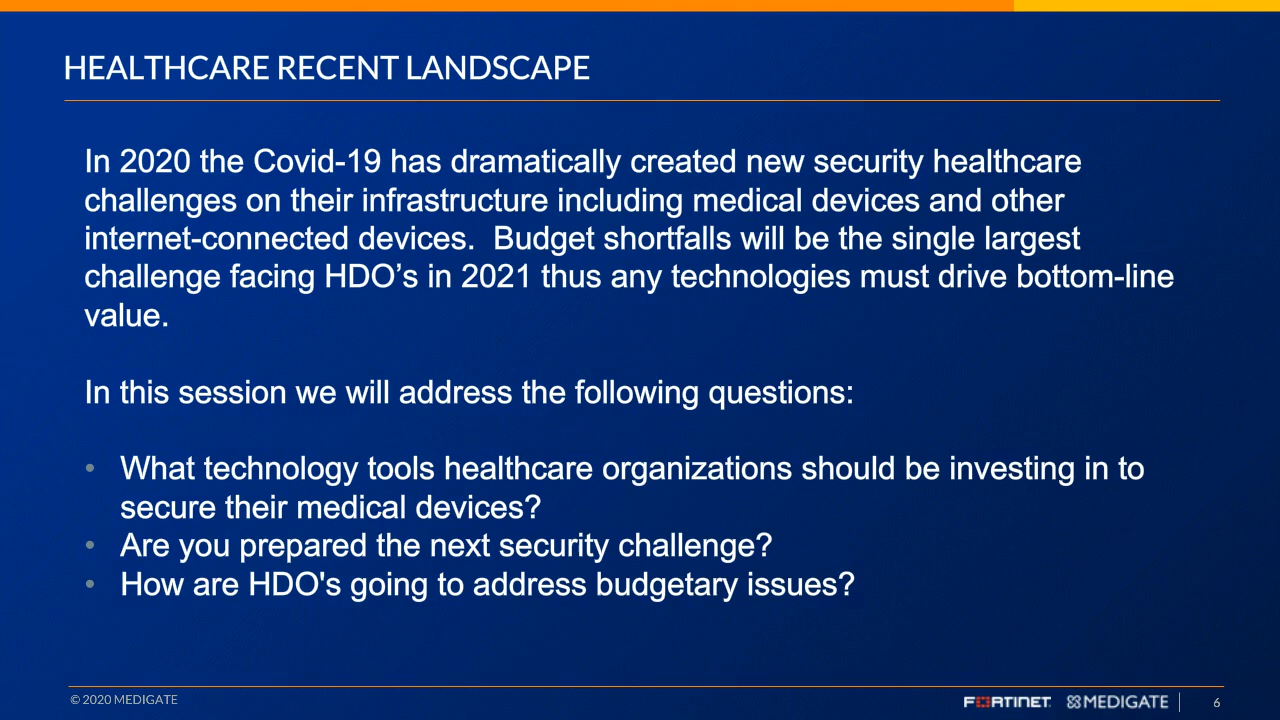 HEALTHCARE RECENT LANDSCAPE
In 2020 the Covid-19 has dramatically created new security healthcare
challenges on their infrastructure including medical devices and other
internet-connected devices.  Budget shortfalls will be the single largest
challenge facing HDO’s in 2021 thus any technologies must drive bottom-line
value.
In this session we will address the following questions:
• What technology tools healthcare organizations should be investing in to
secure their medical devices?
• Are you prepared the next security challenge?
• How are HDO's going to address budgetary issues?
© 2020 MEDIGATE
FORTINET MEDIGATE 6